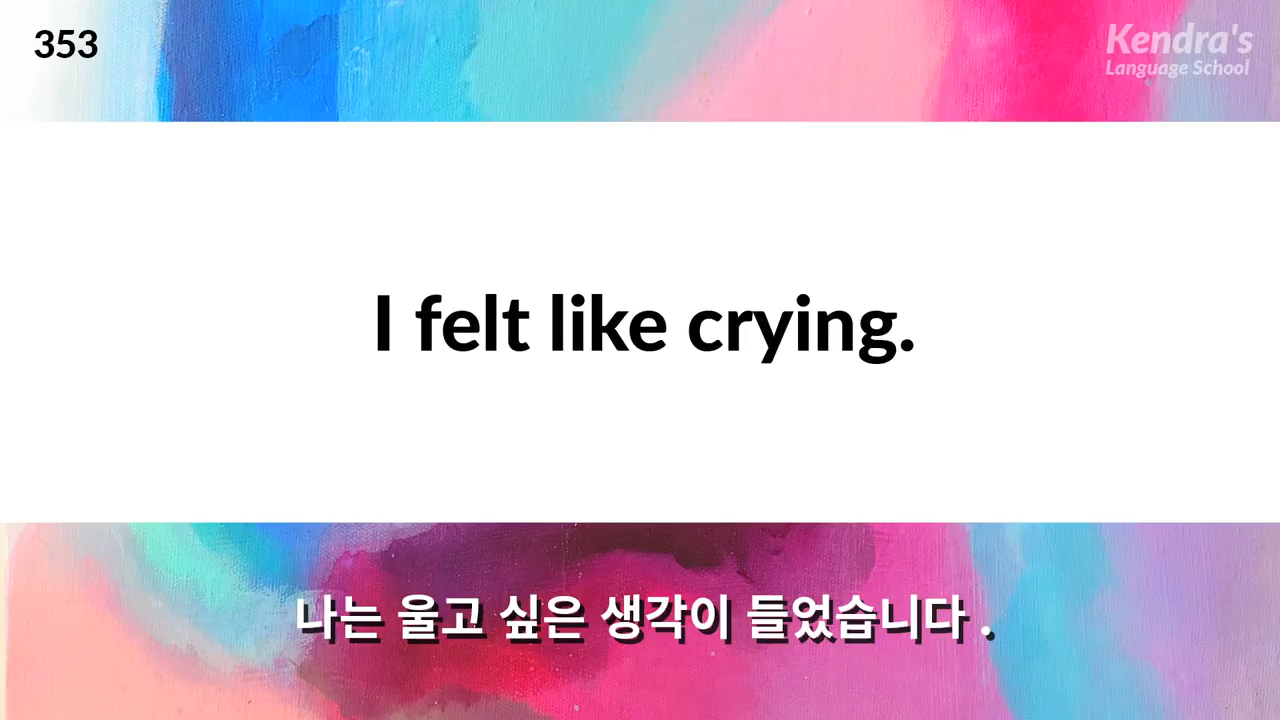 353
Kendra's
Language School
I felt like crying.
나는 울고 싶은 생각이 들었습니다 .